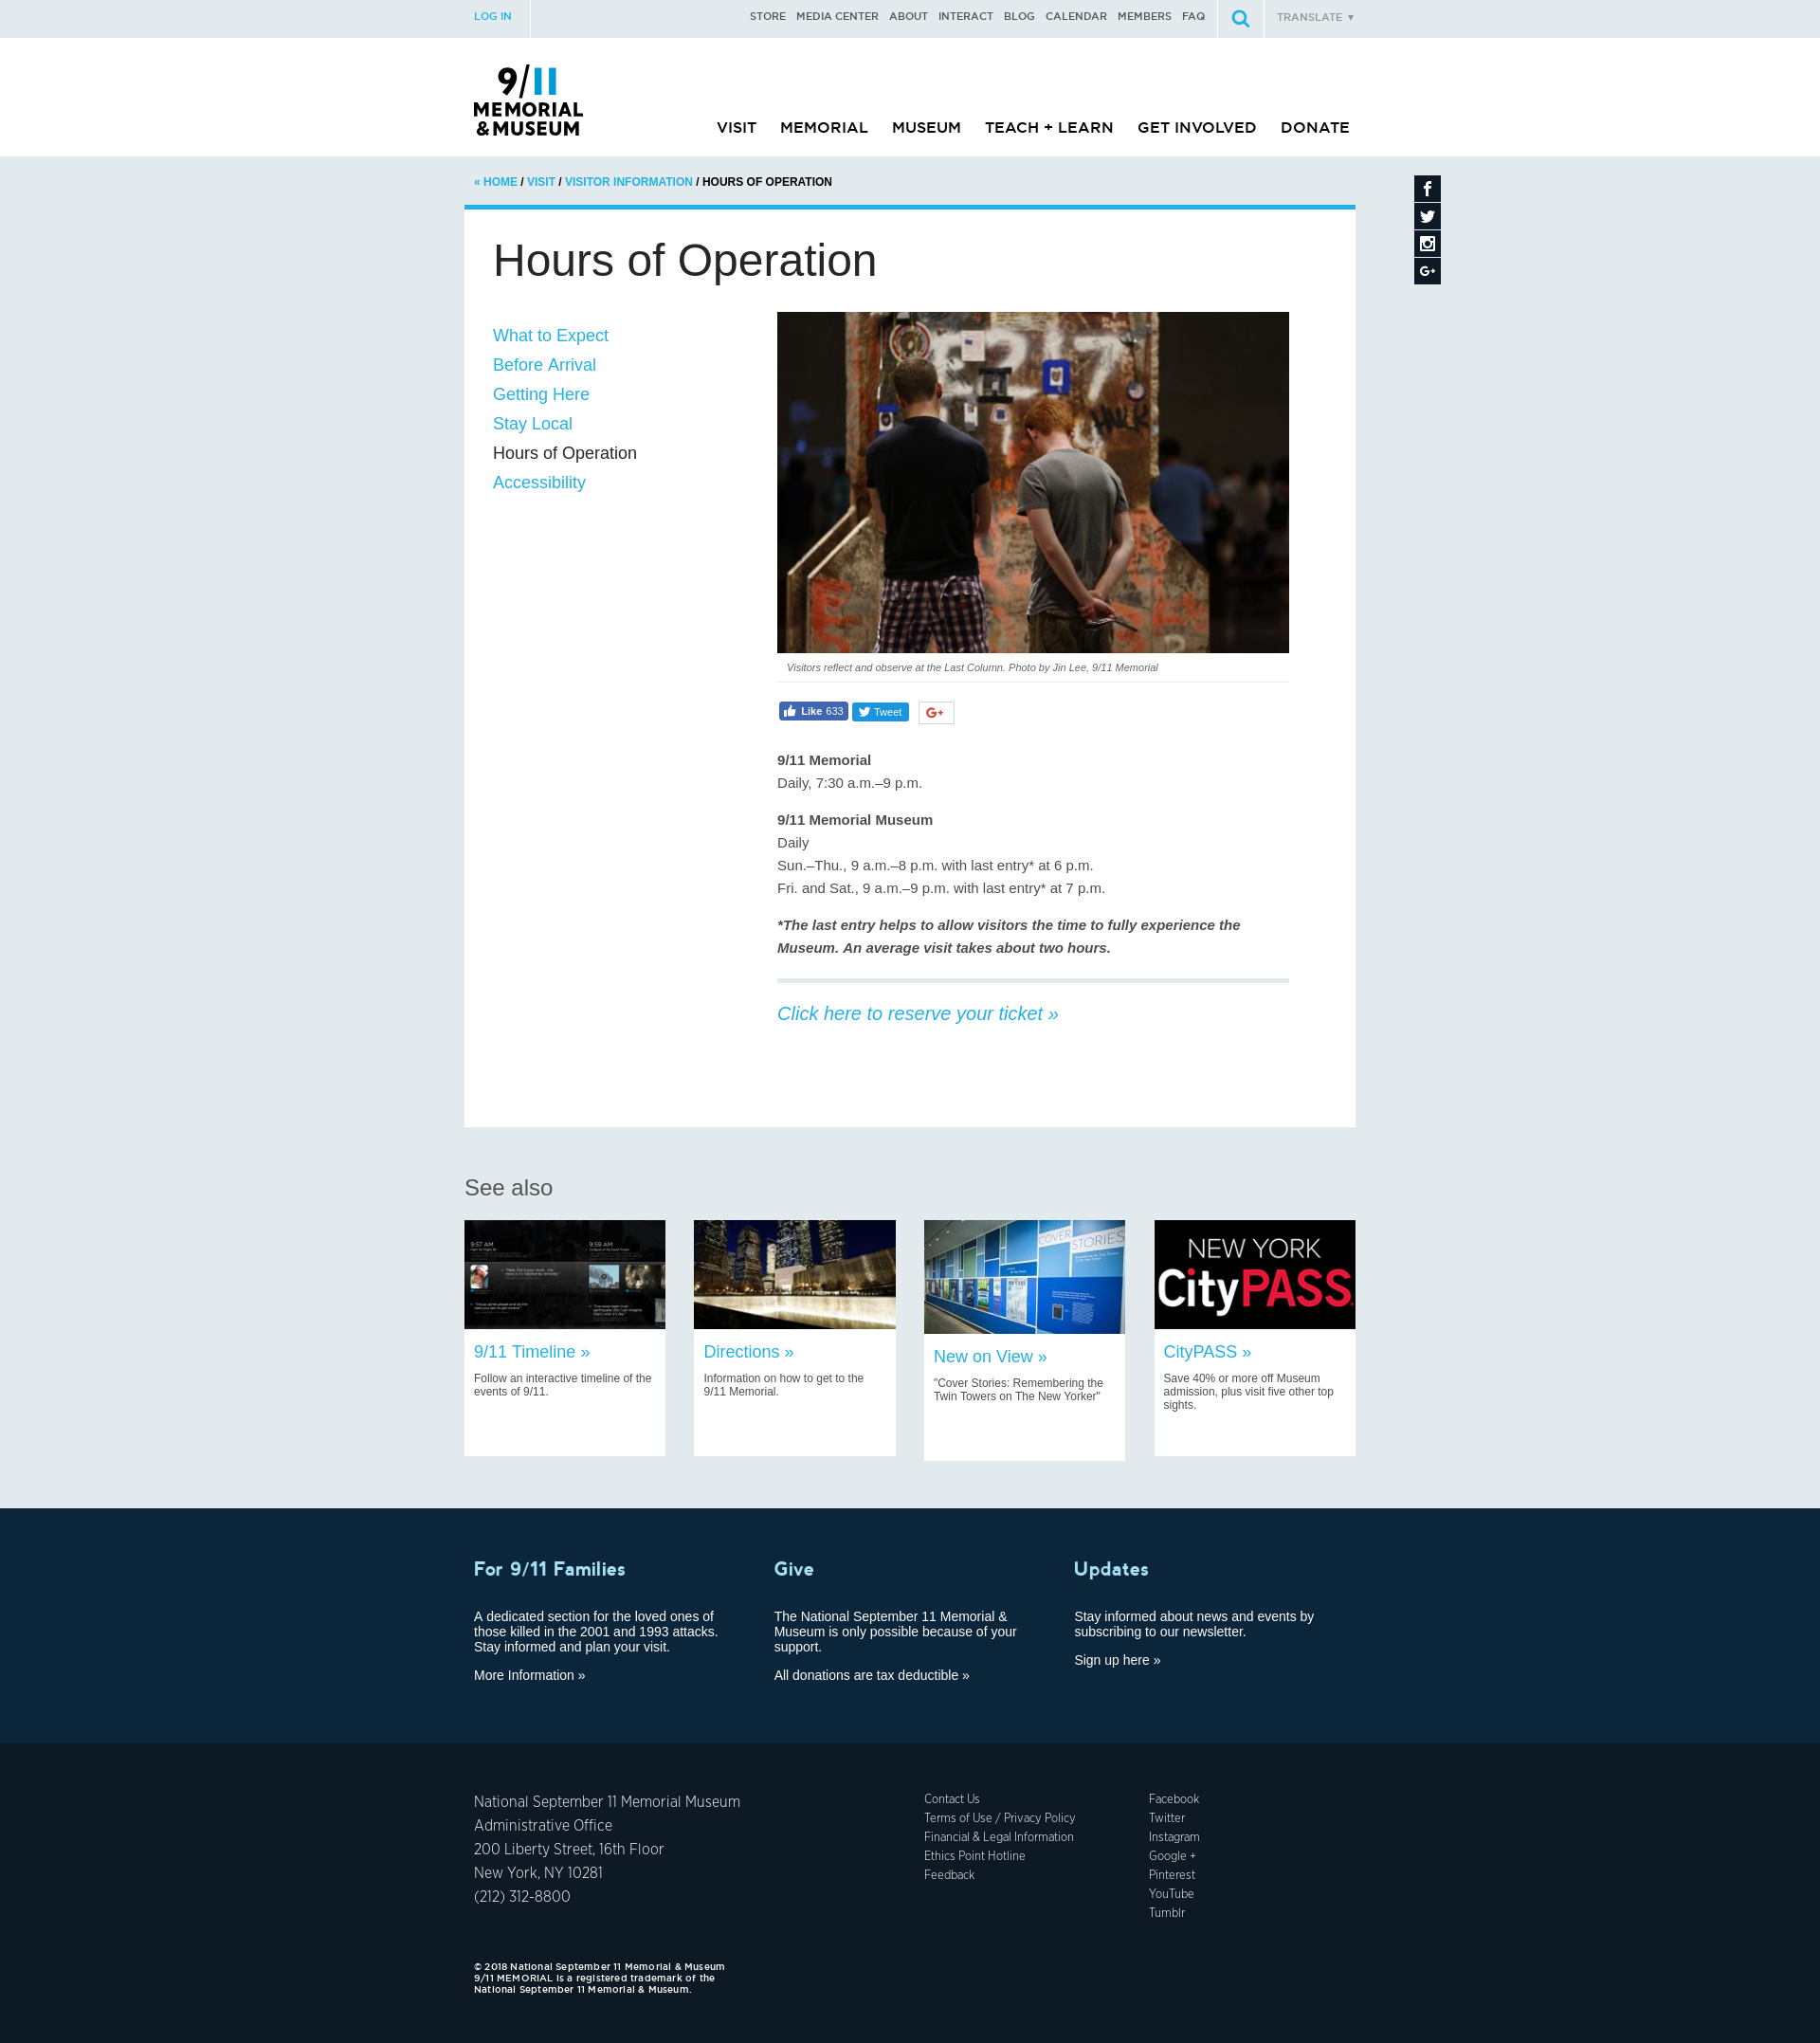 LOG IN
STORE MEDIA CENTER ABOUT INTERACT BLOG CALENDAR MEMBERS FAQ
TRANSLATE ▼
9/11
MEMORIAL
&MUSEUM
VISIT MEMORIAL MUSEUM TEACH + LEARN GET INVOLVED DONATE
« HOME / VISIT / VISITOR INFORMATION / HOURS OF OPERATION
Hours of Operation
What to Expect
Before Arrival
Getting Here
Stay Local
Hours of Operation
Accessibility
Visitors reflect and observe at the Last Column. Photo by Jin Lee, 9/11 Memorial
Like 633
Tweet
G+
9/11 Memorial
Daily, 7:30 a.m.–9 p.m.
9/11 Memorial Museum
Daily
Sun.–Thu., 9 a.m.–8 p.m. with last entry* at 6 p.m.
Fri. and Sat., 9 a.m.–9 p.m. with last entry* at 7 p.m.
*The last entry helps to allow visitors the time to fully experience the
Museum. An average visit takes about two hours.
Click here to reserve your ticket »
See also
9:57 AM
9:59 AM
9/11 Timeline »
Follow an interactive timeline of the
events of 9/11.
Directions »
Information on how to get to the
9/11 Memorial.
COVER
STORIES
New on View »
"Cover Stories: Remembering the
Twin Towers on The New Yorker"
NEW YORK
CityPASS
CityPASS »
Save 40% or more off Museum
admission, plus visit five other top
sights.
For 9/11 Families
A dedicated section for the loved ones of
those killed in the 2001 and 1993 attacks.
Stay informed and plan your visit.
More Information »
Give
The National September 11 Memorial &
Museum is only possible because of your
support.
All donations are tax deductible »
Updates
Stay informed about news and events by
subscribing to our newsletter.
Sign up here »
National September 11 Memorial Museum
Administrative Office
200 Liberty Street, 16th Floor
New York, NY 10281
(212) 312-8800
Contact Us
Terms of Use / Privacy Policy
Financial & Legal Information
Ethics Point Hotline
Feedback
Facebook
Twitter
Instagram
Google +
Pinterest
YouTube
Tumblr
© 2018 National September 11 Memorial & Museum
9/11 MEMORIAL is a registered trademark of the
National September 11 Memorial & Museum.